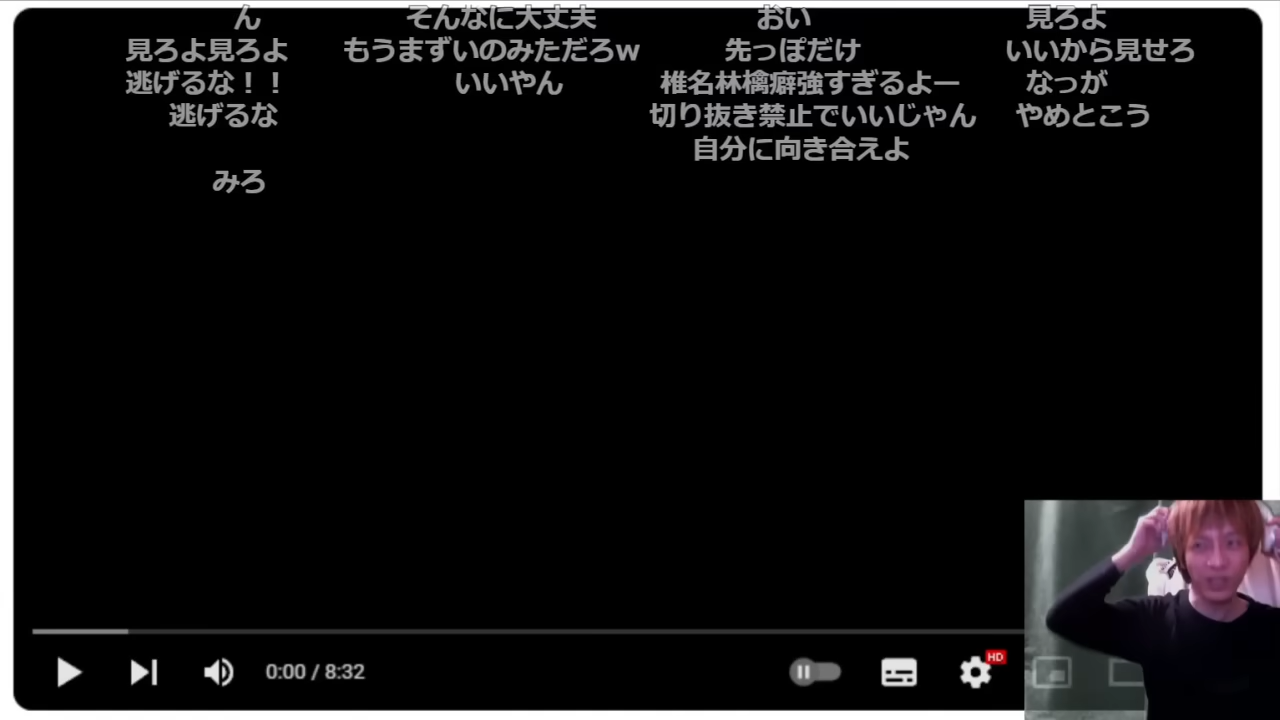 ん そんなに大丈夫 おい 見ろよ
見ろよ見ろよ もうまずいのみただろw 先っぽだけ いいから見せろ
逃げるな！！ いいやん 椎名林檎癖強すぎるよー なっが
逃げるな 切り抜き禁止でいいじゃん やめとこう
自分に向き合えよ
みろ
0:00 / 8:32 HD